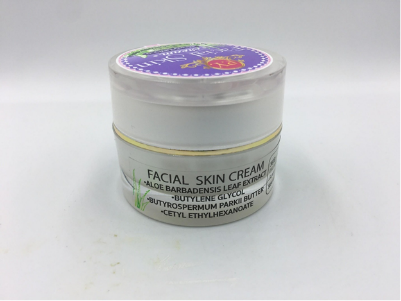 FACIAL SKIN CREAM
•ALOE BARBADENSIS LEAF EXTRACT
•BUTYLENE GLYCOL
•BUTYROSPERMUM PARKII BUTTER
•CETYL ETHYLHEXANOATE